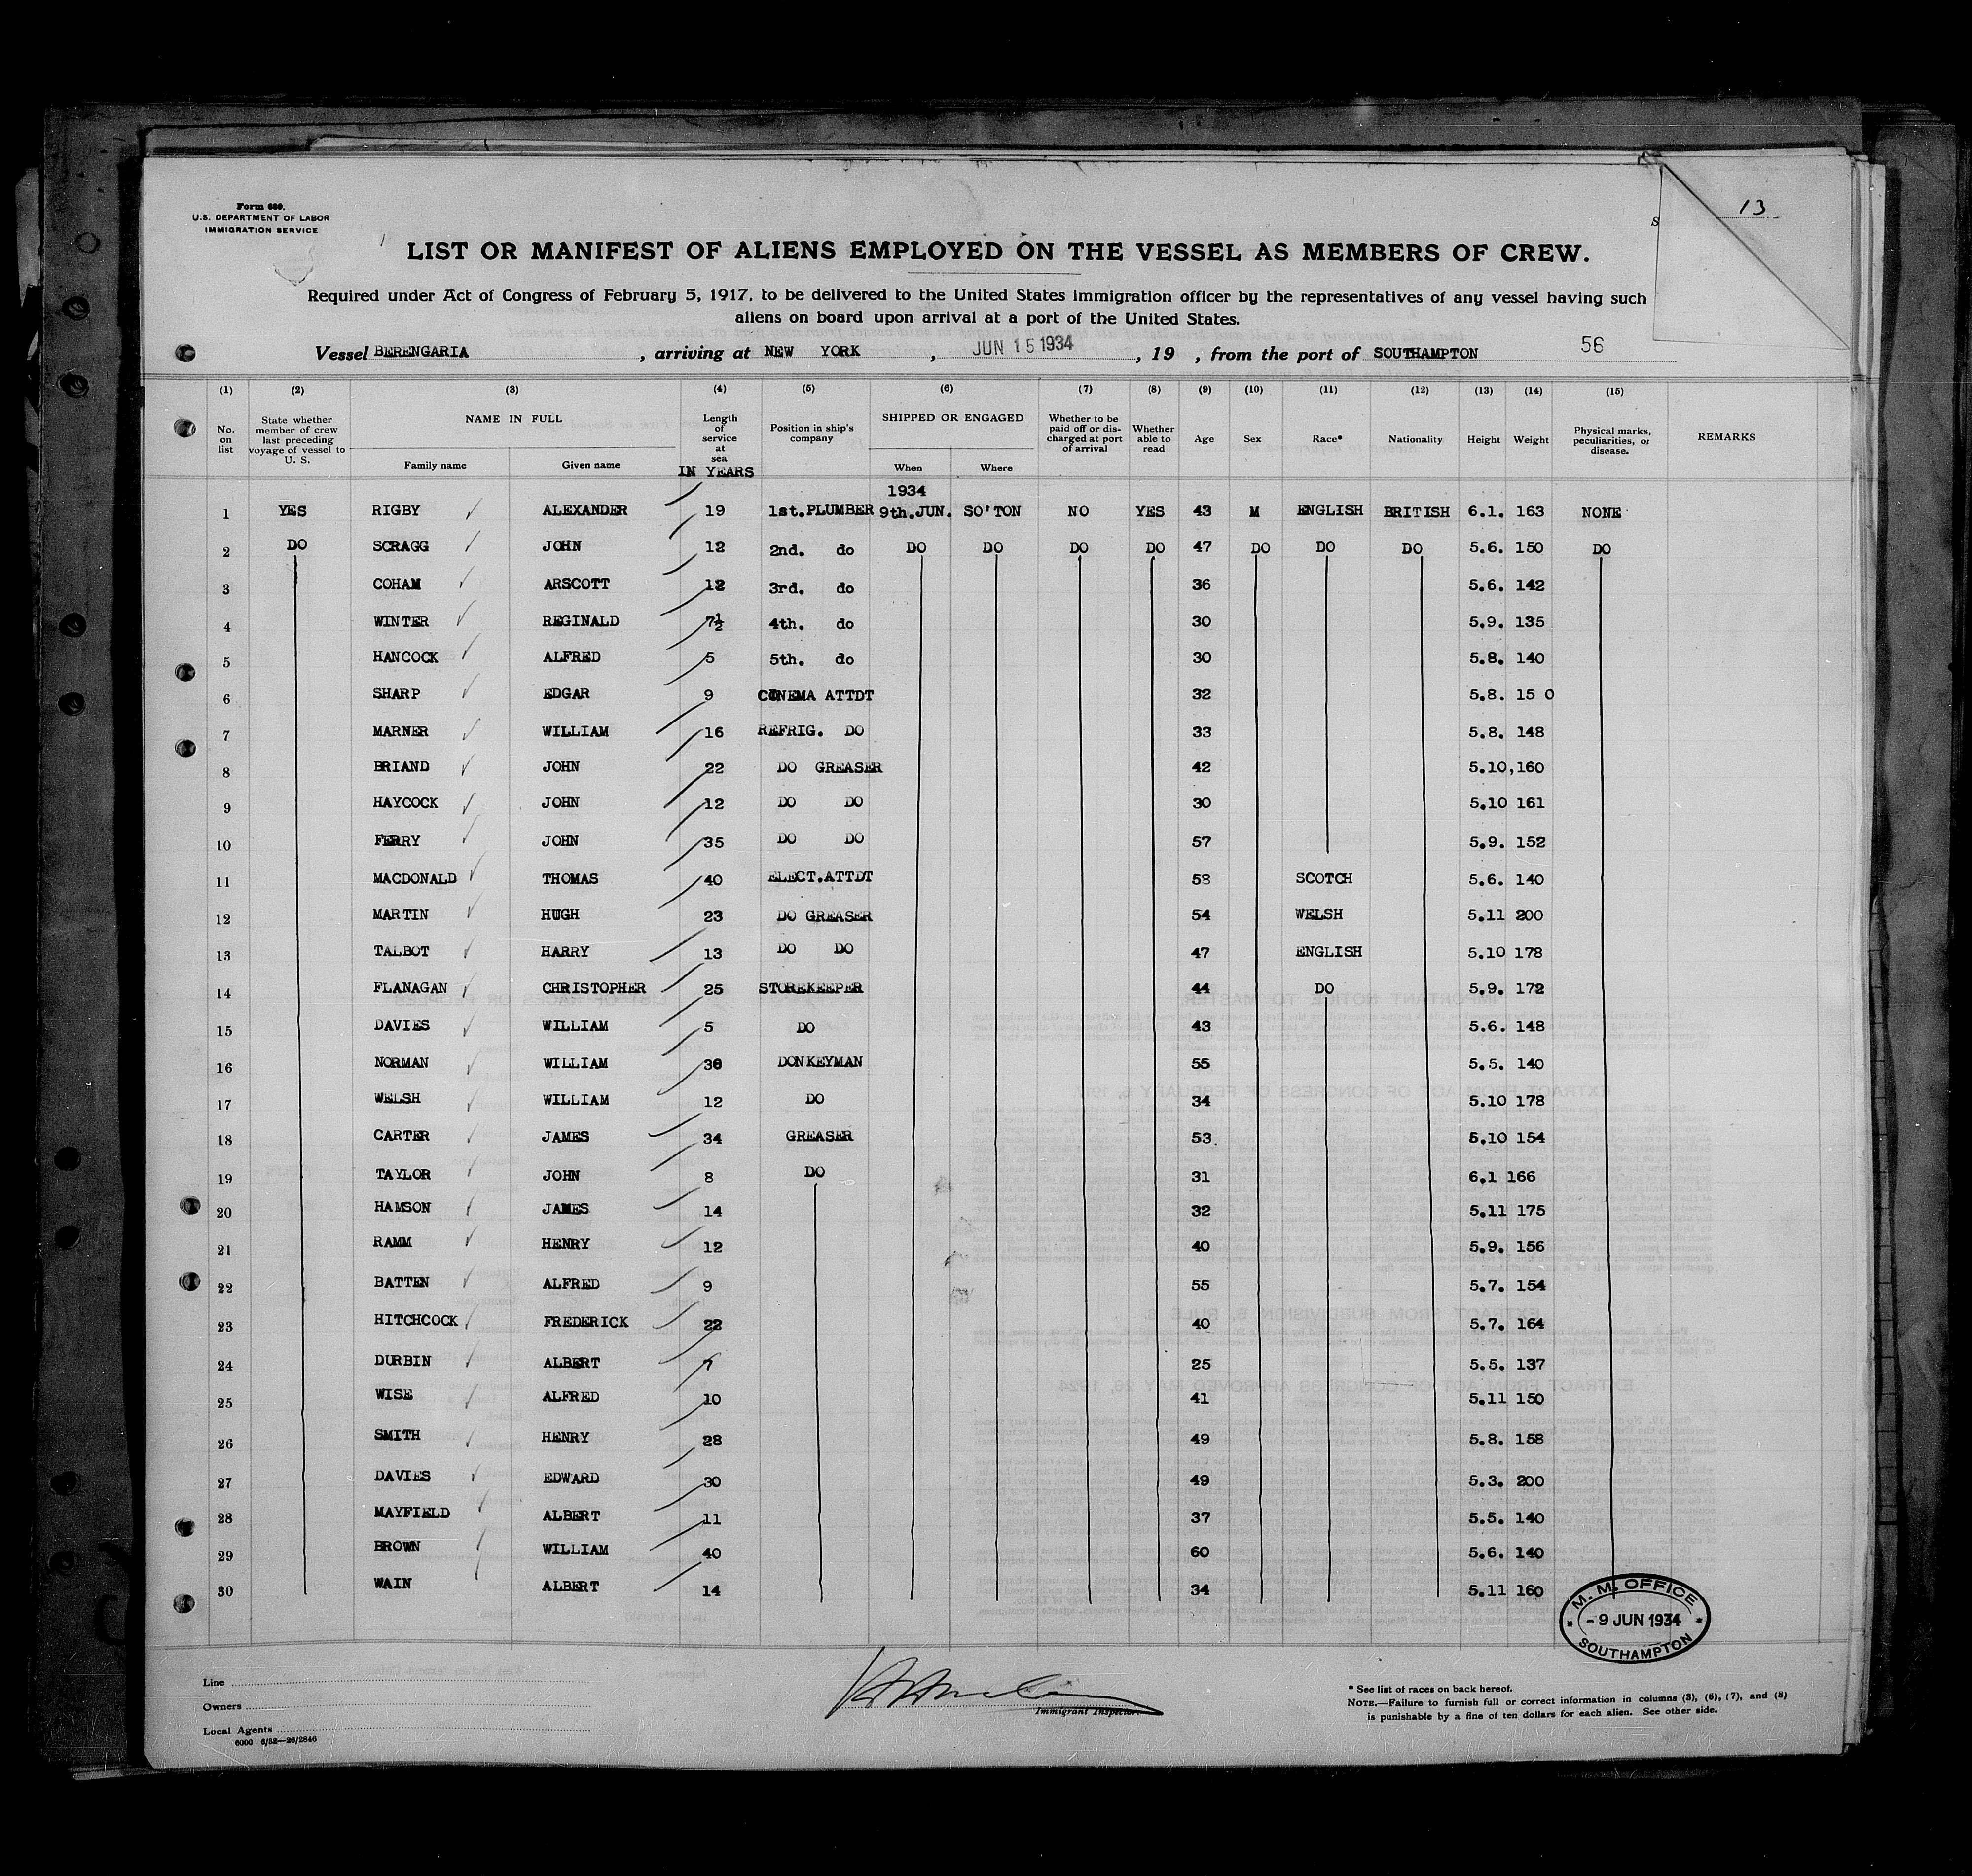 13
Form 686.
U.S. DEPARTMENT OF LABOR
IMMIGRATION SERVICE
LIST OR MANIFEST OF ALIENS EMPLOYED ON THE VESSEL AS MEMBERS OF CREW.
Required under Act of Congress of February 5, 1917, to be delivered to the United States immigration officer by the representatives of any vessel having such
aliens on board upon arrival at a port of the United States.
Vessel BERENGARIA , arriving at NEW YORK , JUN 15 1934 , 19 , from the port of SOUTHAMPTON 56
(1) (2) (3) (4) (5) (6) (7) (8) (9) (10) (11) (12) (13) (14) (15)
No. on list State whether member of crew last preceding voyage of vessel to U. S. NAME IN FULL Family name Given name Length of service at sea IN YEARS Position in ship's company SHIPPED OR ENGAGED When Where Whether to be paid off or discharged at port of arrival Whether able to read Age Sex Race* Nationality Height Weight Physical marks, peculiarities, or disease. REMARKS
1934
1 YES RIGBY ALEXANDER 19 1st. PLUMBER 9th. JUN. SO'TON NO YES 43 M ENGLISH BRITISH 6.1. 163 NONE
2 DO SCRAGG JOHN 12 2nd. do DO DO DO DO 47 DO DO DO 5.6. 150 DO
3 COHAM ARSCOTT 12 3rd. do 36 5.6. 142
4 WINTER REGINALD 7½ 4th. do 30 5.9. 135
5 HANCOCK ALFRED 5 5th. do 30 5.8. 140
6 SHARP EDGAR 9 CINEMA ATTDT 32 5.8. 15 0
7 MARNER WILLIAM 16 REFRIG. DO 33 5.8. 148
8 BRIAND JOHN 22 DO GREASER 42 5.10, 160
9 HAYCOCK JOHN 12 DO DO 30 5.10 161
10 FERRY JOHN 35 DO DO 57 5.9. 152
11 MACDONALD THOMAS 40 ELECT. ATTDT 58 SCOTCH 5.6. 140
12 MARTIN HUGH 23 DO GREASER 54 WELSH 5.11 200
13 TALBOT HARRY 13 DO DO 47 ENGLISH 5.10 178
14 FLANAGAN CHRISTOPHER 25 STOREKEEPER 44 DO 5.9. 172
15 DAVIES WILLIAM 5 DO 43 5.6. 148
16 NORMAN WILLIAM 36 DONKEYMAN 55 5.5. 140
17 WELSH WILLIAM 12 DO 34 5.10 178
18 CARTER JAMES 34 GREASER 53. 5.10 154
19 TAYLOR JOHN 8 DO 31 6.1 166
20 HAMSON JAMES 14 32 5.11 175
21 RAMM HENRY 12 40 5.9. 156
22 BATTEN ALFRED 9 55 5.7. 154
23 HITCHCOCK FREDERICK 22 40 5.7. 164
24 DURBIN ALBERT 7 25 5.5. 137
25 WISE ALFRED 10 41 5.11 150
26 SMITH HENRY 28 49 5.8. 158
27 DAVIES EDWARD 30 49 5.3. 200
28 MAYFIELD ALBERT 11 37 5.5. 140
29 BROWN WILLIAM 40 60 5.6. 140
30 WAIN ALBERT 14 34 5.11 160
M. M. OFFICE
- 9 JUN 1934
SOUTHAMPTON
Line
Owners
Local Agents
6000 6/32—26/2846
Immigrant Inspector.
* See list of races on back hereof.
NOTE.—Failure to furnish full or correct information in columns (3), (6), (7), and (8)
is punishable by a fine of ten dollars for each alien. See other side.